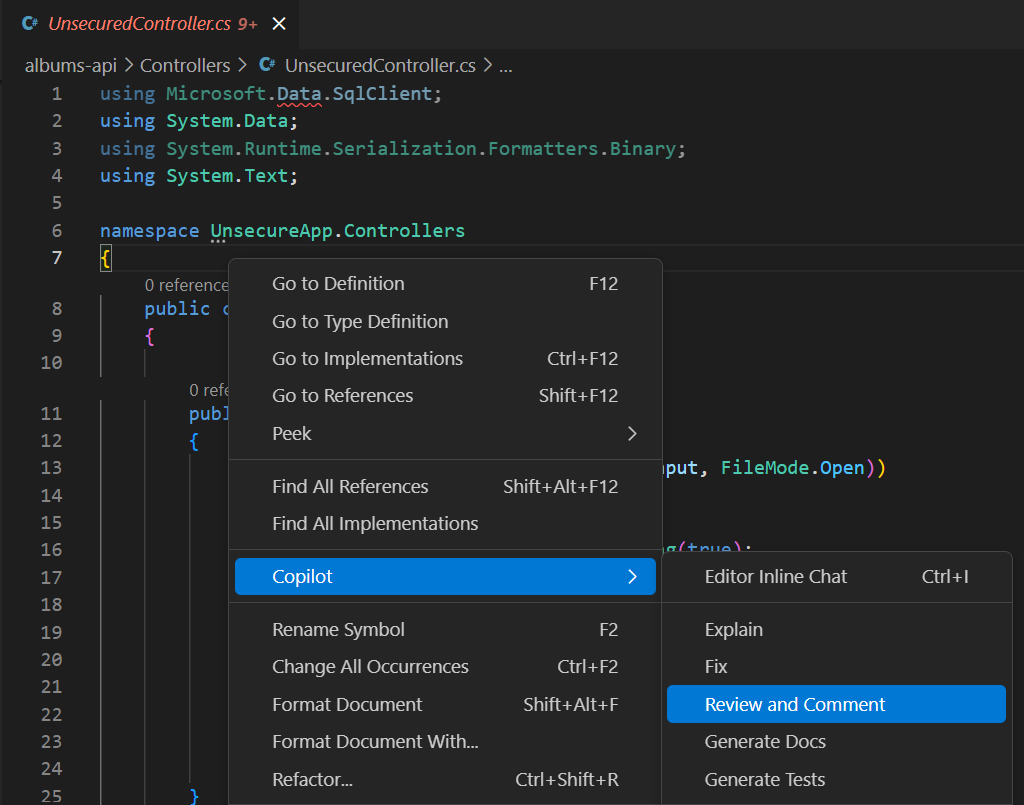 C# UnsecuredController.cs 9+
albums-api > Controllers > C# UnsecuredController.cs > ...
1 using Microsoft.Data.SqlClient;
2 using System.Data;
3 using System.Runtime.Serialization.Formatters.Binary;
4 using System.Text;
5
6 namespace UnsecureApp.Controllers
7 {
0 reference
8 public
9 {
10
0 refe
11 publ
12 {
13 put, FileMode.Open))
14
15
16 g(true);
17
18
19
20
21
22
23
24
25 }
Go to Definition F12
Go to Type Definition
Go to Implementations Ctrl+F12
Go to References Shift+F12
Peek
Find All References Shift+Alt+F12
Find All Implementations
Copilot
Rename Symbol F2
Change All Occurrences Ctrl+F2
Format Document Shift+Alt+F
Format Document With...
Refactor... Ctrl+Shift+R
Editor Inline Chat Ctrl+I
Explain
Fix
Review and Comment
Generate Docs
Generate Tests